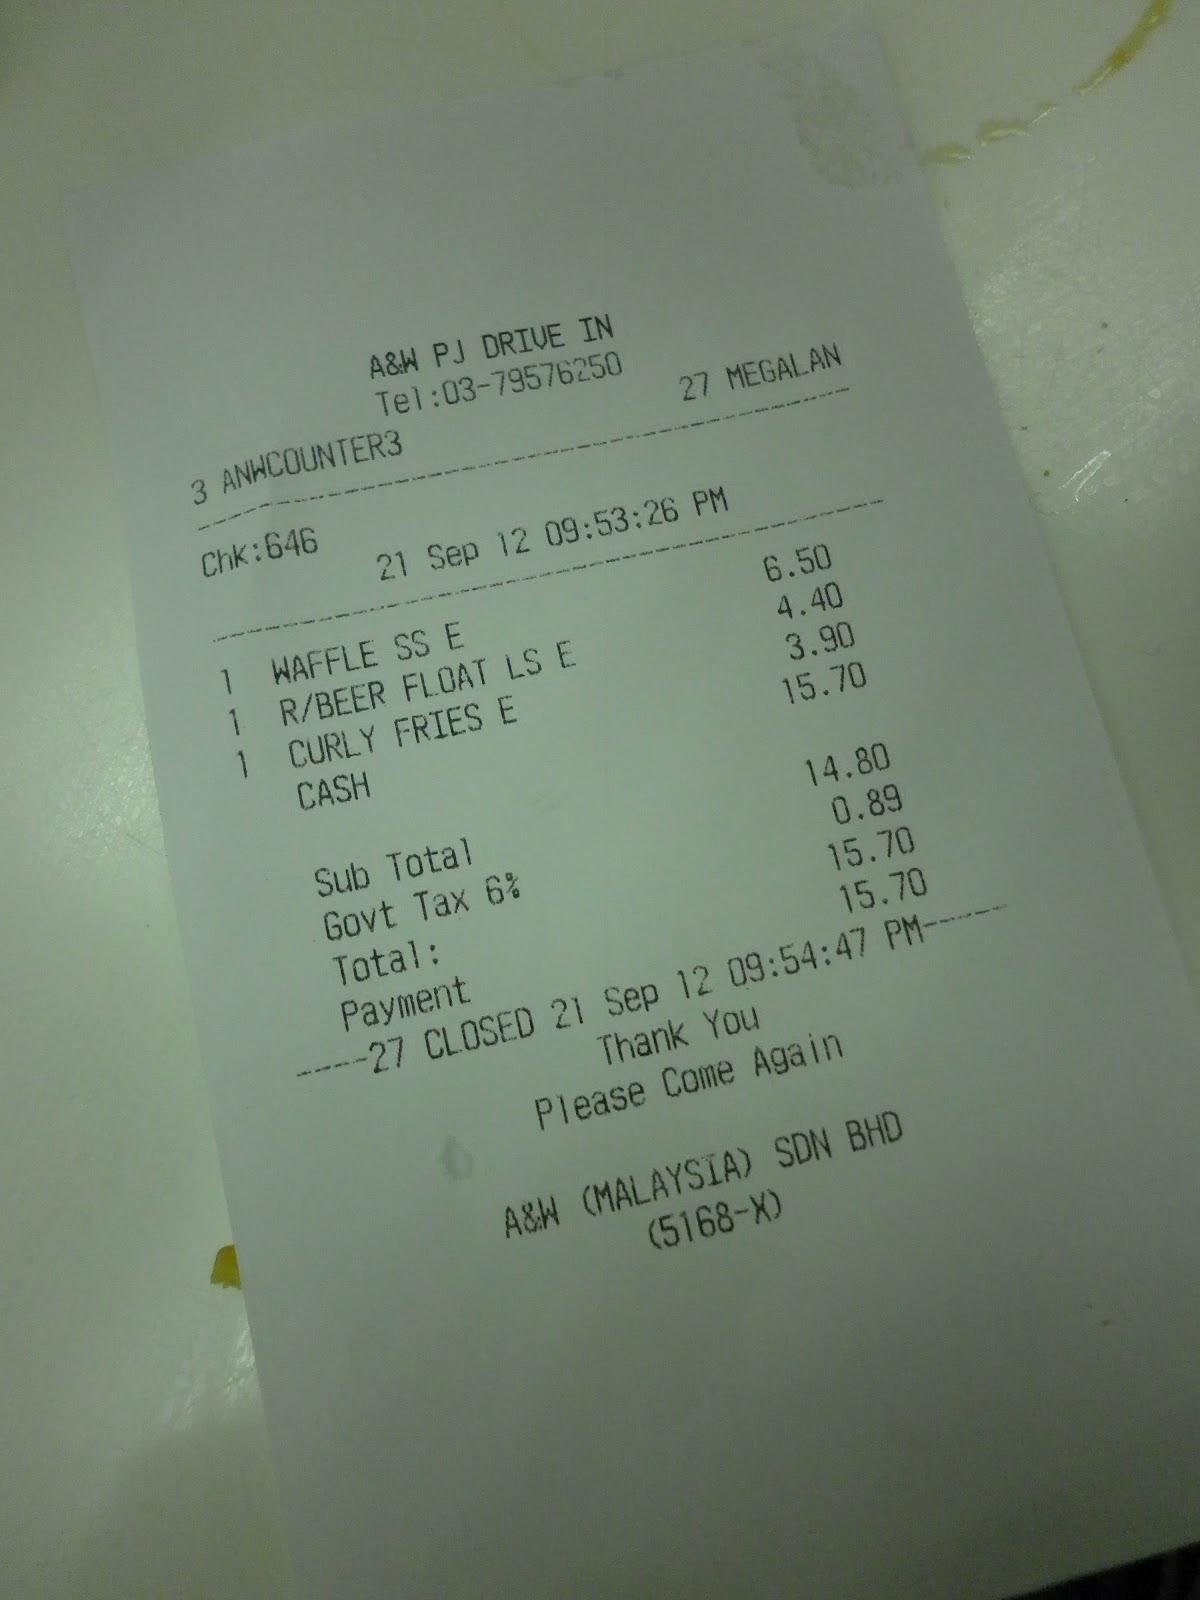 A&W PJ DRIVE IN
Tel:03-79576250
3 ANWCOUNTER3 27 MEGALAN
Chk:646 21 Sep 12 09:53:26 PM
1 WAFFLE SS E 6.50
1 R/BEER FLOAT LS E 4.40
1 CURLY FRIES E 3.90
CASH 15.70
Sub Total 14.80
Govt Tax 6% 0.89
Total: 15.70
Payment 15.70
-----27 CLOSED 21 Sep 12 09:54:47 PM------
Thank You
Please Come Again
A&W (MALAYSIA) SDN BHD
(5168-X)